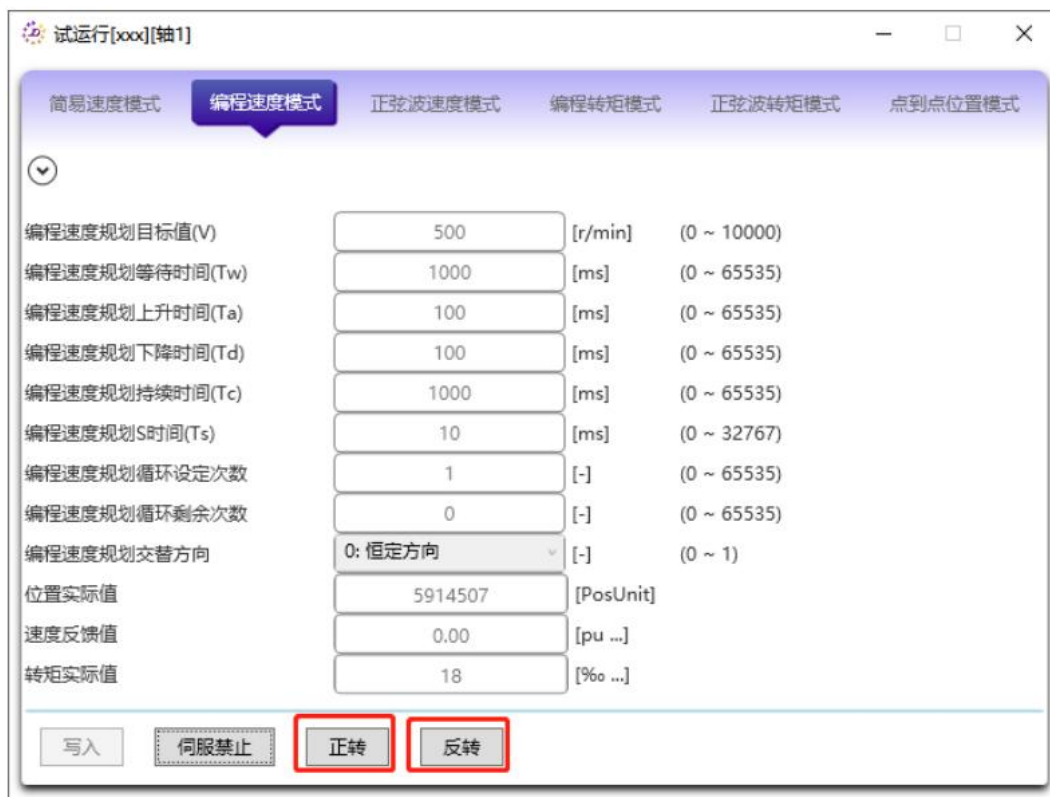 试运行[xxx][轴1]
简易速度模式 编程速度模式 正弦波速度模式 编程转矩模式 正弦波转矩模式 点到点位置模式
编程速度规划目标值(V) 500 [r/min] (0 ~ 10000)
编程速度规划等待时间(Tw) 1000 [ms] (0 ~ 65535)
编程速度规划上升时间(Ta) 100 [ms] (0 ~ 65535)
编程速度规划下降时间(Td) 100 [ms] (0 ~ 65535)
编程速度规划持续时间(Tc) 1000 [ms] (0 ~ 65535)
编程速度规划S时间(Ts) 10 [ms] (0 ~ 32767)
编程速度规划循环设定次数 1 [-] (0 ~ 65535)
编程速度规划循环剩余次数 0 [-] (0 ~ 65535)
编程速度规划交替方向 0: 恒定方向 [-] (0 ~ 1)
位置实际值 5914507 [PosUnit]
速度反馈值 0.00 [pu ...]
转矩实际值 18 [‰ ...]
写入 伺服禁止 正转 反转